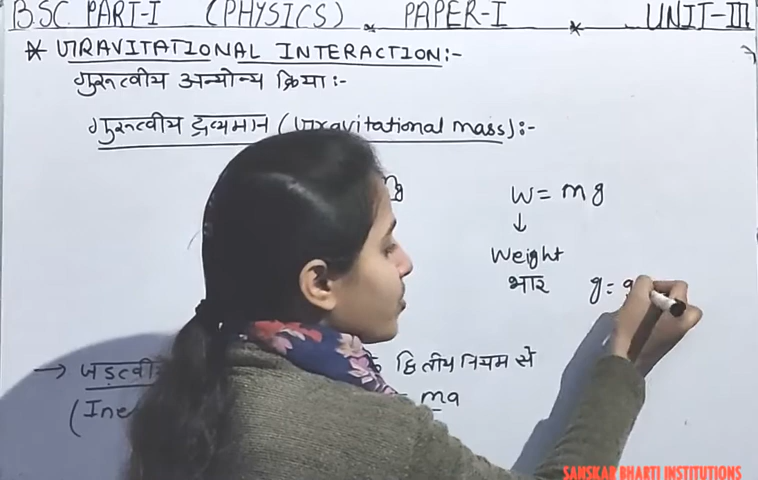 BSC PART-I (PHYSICS) * PAPER-I * UNIT-III
* GRAVITATIONAL INTERACTION:-
गुरुत्वीय अन्योन्य क्रिया:-
गुरुत्वीय द्रव्यमान (Gravitational mass):-
W = mg
↓
Weight
भार
g =
→ द्वितीय नियम से
ma
SANSKAR BHARTI INSTITUTIONS